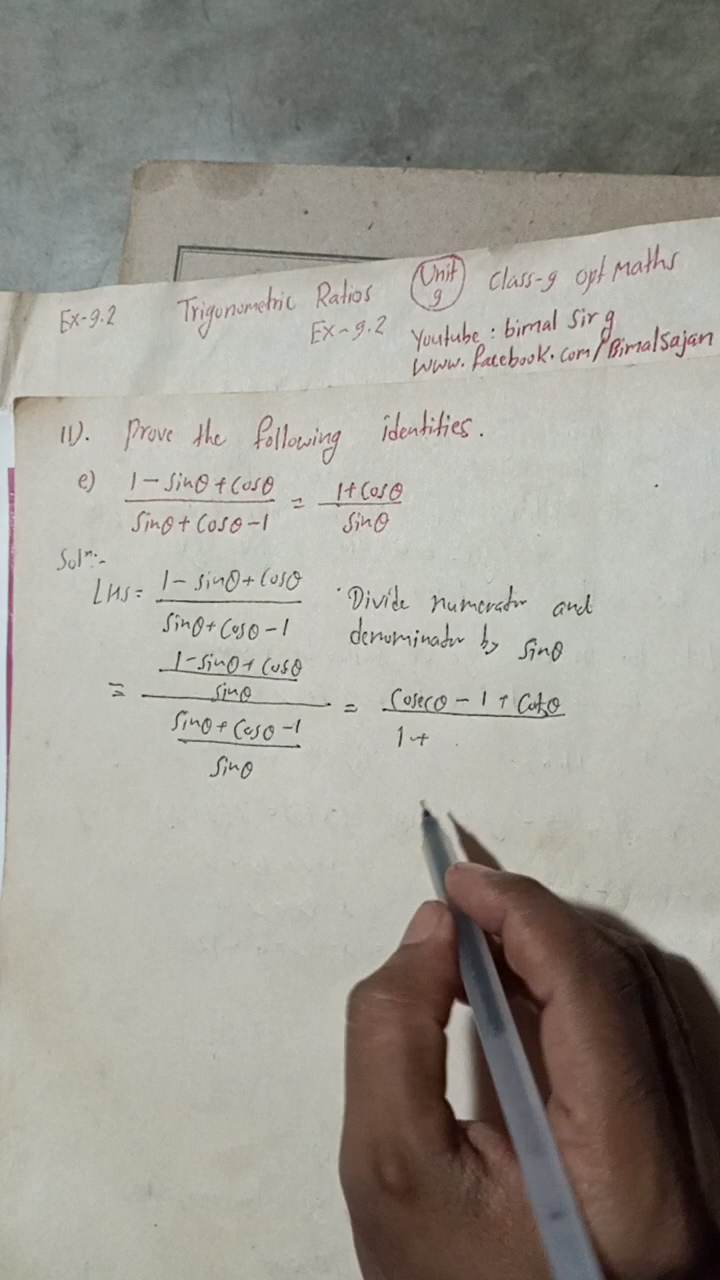 Ex-9.2 Trigonometric Ratios Unit 9 Class-9 opt Maths
Ex-9.2 Youtube: birnal Sir g
www.facebook.com/Birnalsajan
11). Prove the following identities.
e) (1 - Sinθ + Cosθ)/(Sinθ + Cosθ - 1) = (1 + Cosθ)/Sinθ
Solⁿ:-
LHS = (1 - Sinθ + Cosθ)/(Sinθ + Cosθ - 1) Divide numerator and
denominator by Sinθ
= ((1 - Sinθ + Cosθ)/Sinθ)/((Sinθ + Cosθ - 1)/Sinθ) = (Cosecθ - 1 + Cotθ)/(1 +